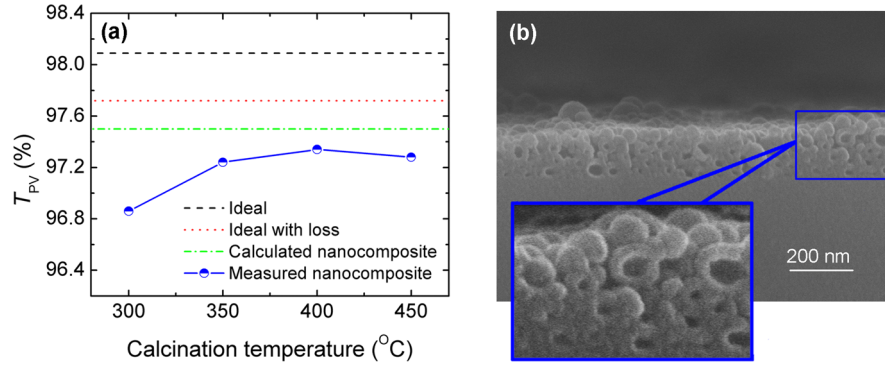 (a)
98.4
98.0
97.6
97.2
96.8
96.4
T_PV (%)
Ideal
Ideal with loss
Calculated nanocomposite
Measured nanocomposite
300 350 400 450
Calcination temperature (°C)
(b)
200 nm